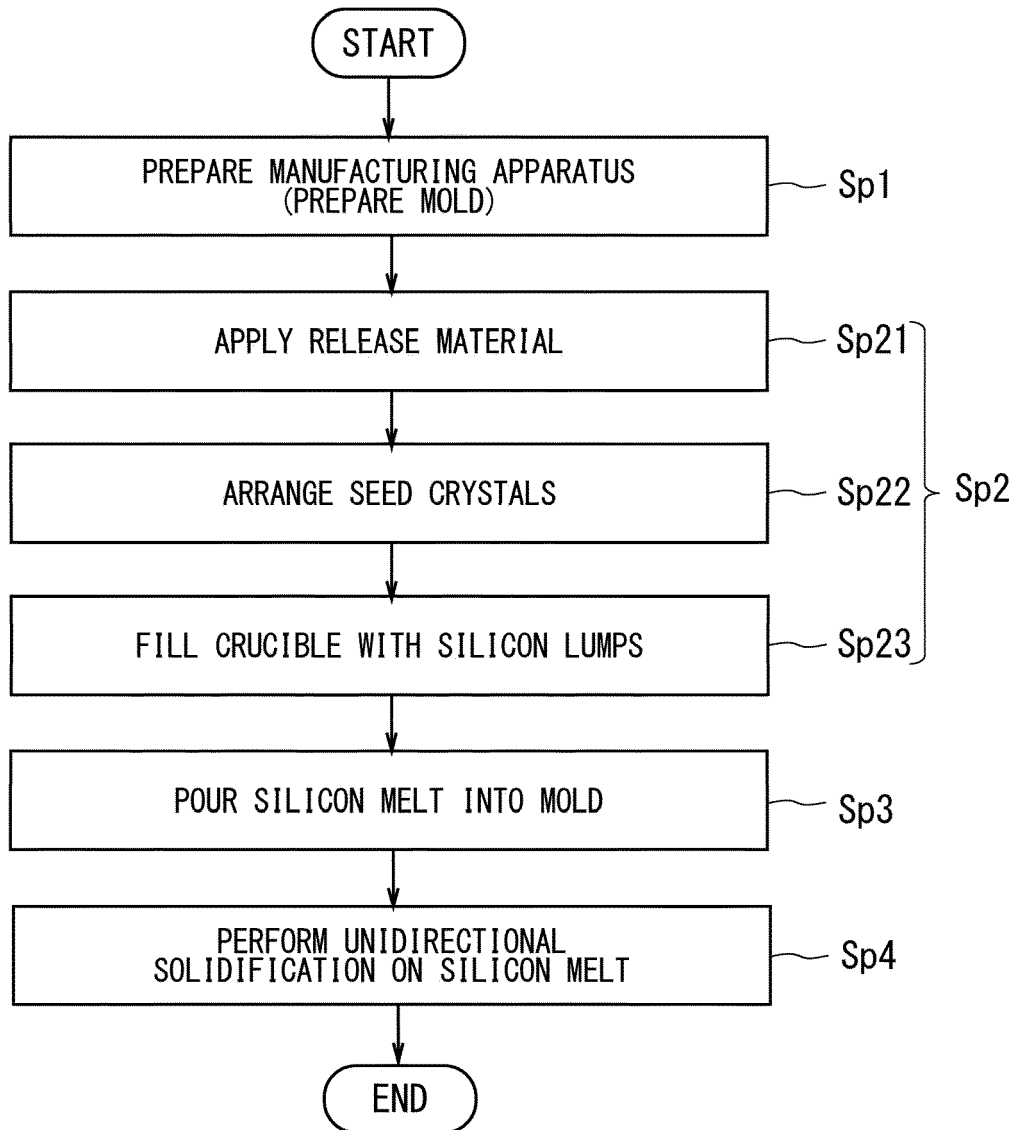 START
PREPARE MANUFACTURING APPARATUS
(PREPARE MOLD)
Sp1
APPLY RELEASE MATERIAL
Sp21
ARRANGE SEED CRYSTALS
Sp22
Sp2
FILL CRUCIBLE WITH SILICON LUMPS
Sp23
POUR SILICON MELT INTO MOLD
Sp3
PERFORM UNIDIRECTIONAL
SOLIDIFICATION ON SILICON MELT
Sp4
END